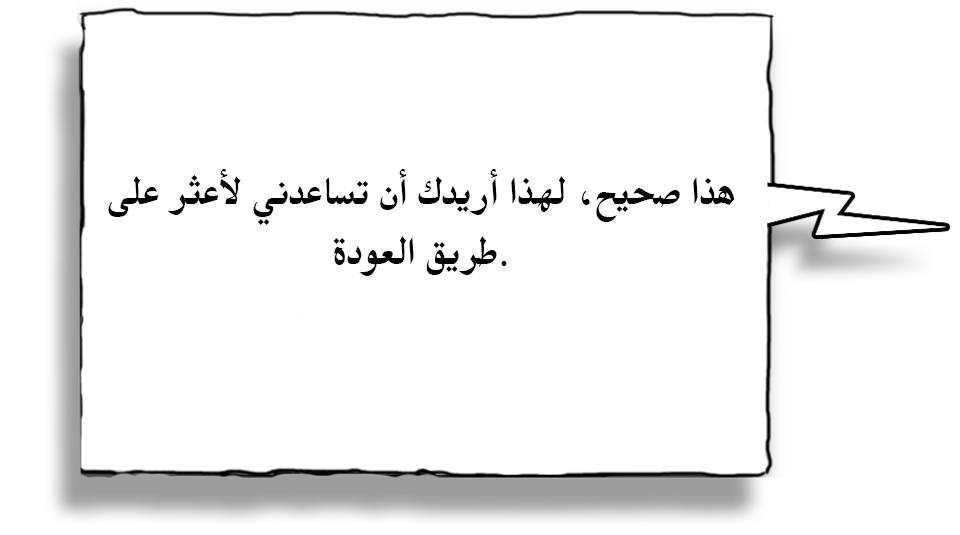 هذا صحيح، لهذا أريدك أن تساعدني لأعثر على
.طريق العودة